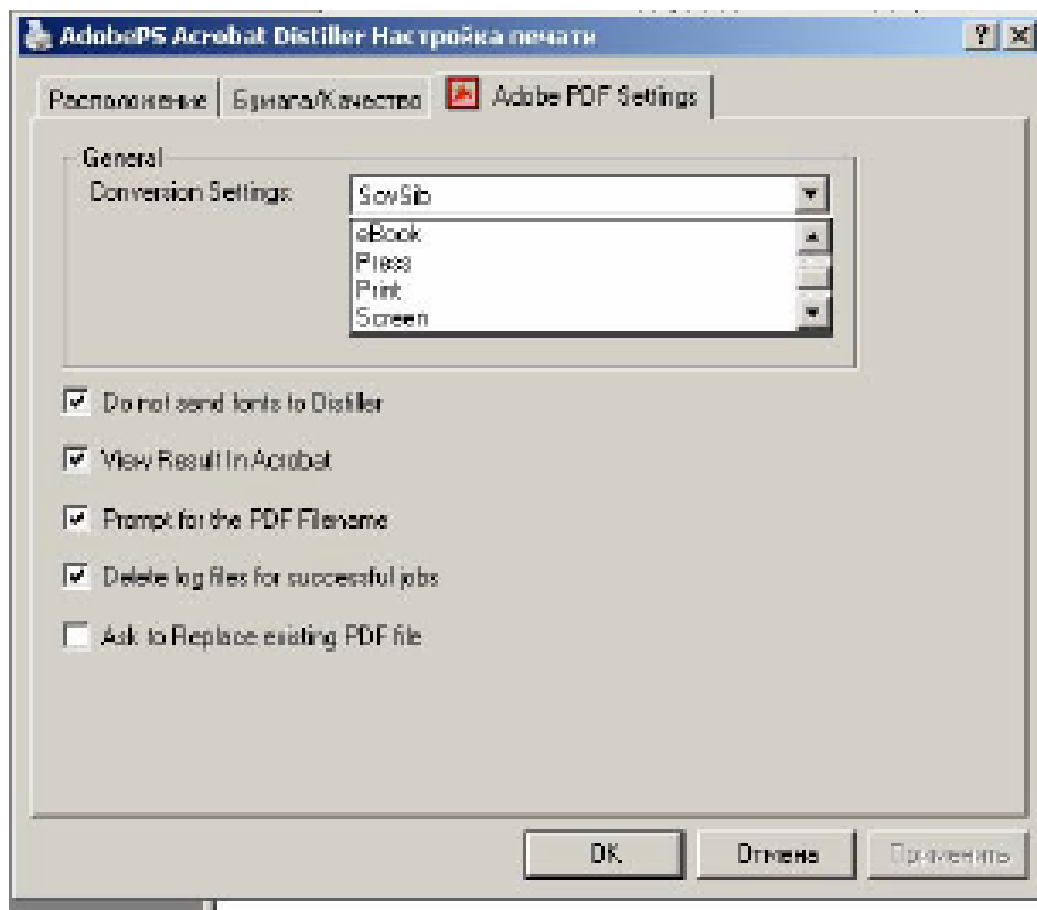 AdobePS Acrobat Distiller Настройка печати
Расположение
Бумага/Качество
Adobe PDF Settings
General
Conversion Settings:
SovSib
eBook
Press
Print
Screen
Do not send fonts to Distiller
View Result In Acrobat
Prompt for the PDF Filename
Delete log files for successful jobs
Ask to Replace existing PDF file
OK
Отмена
Применить